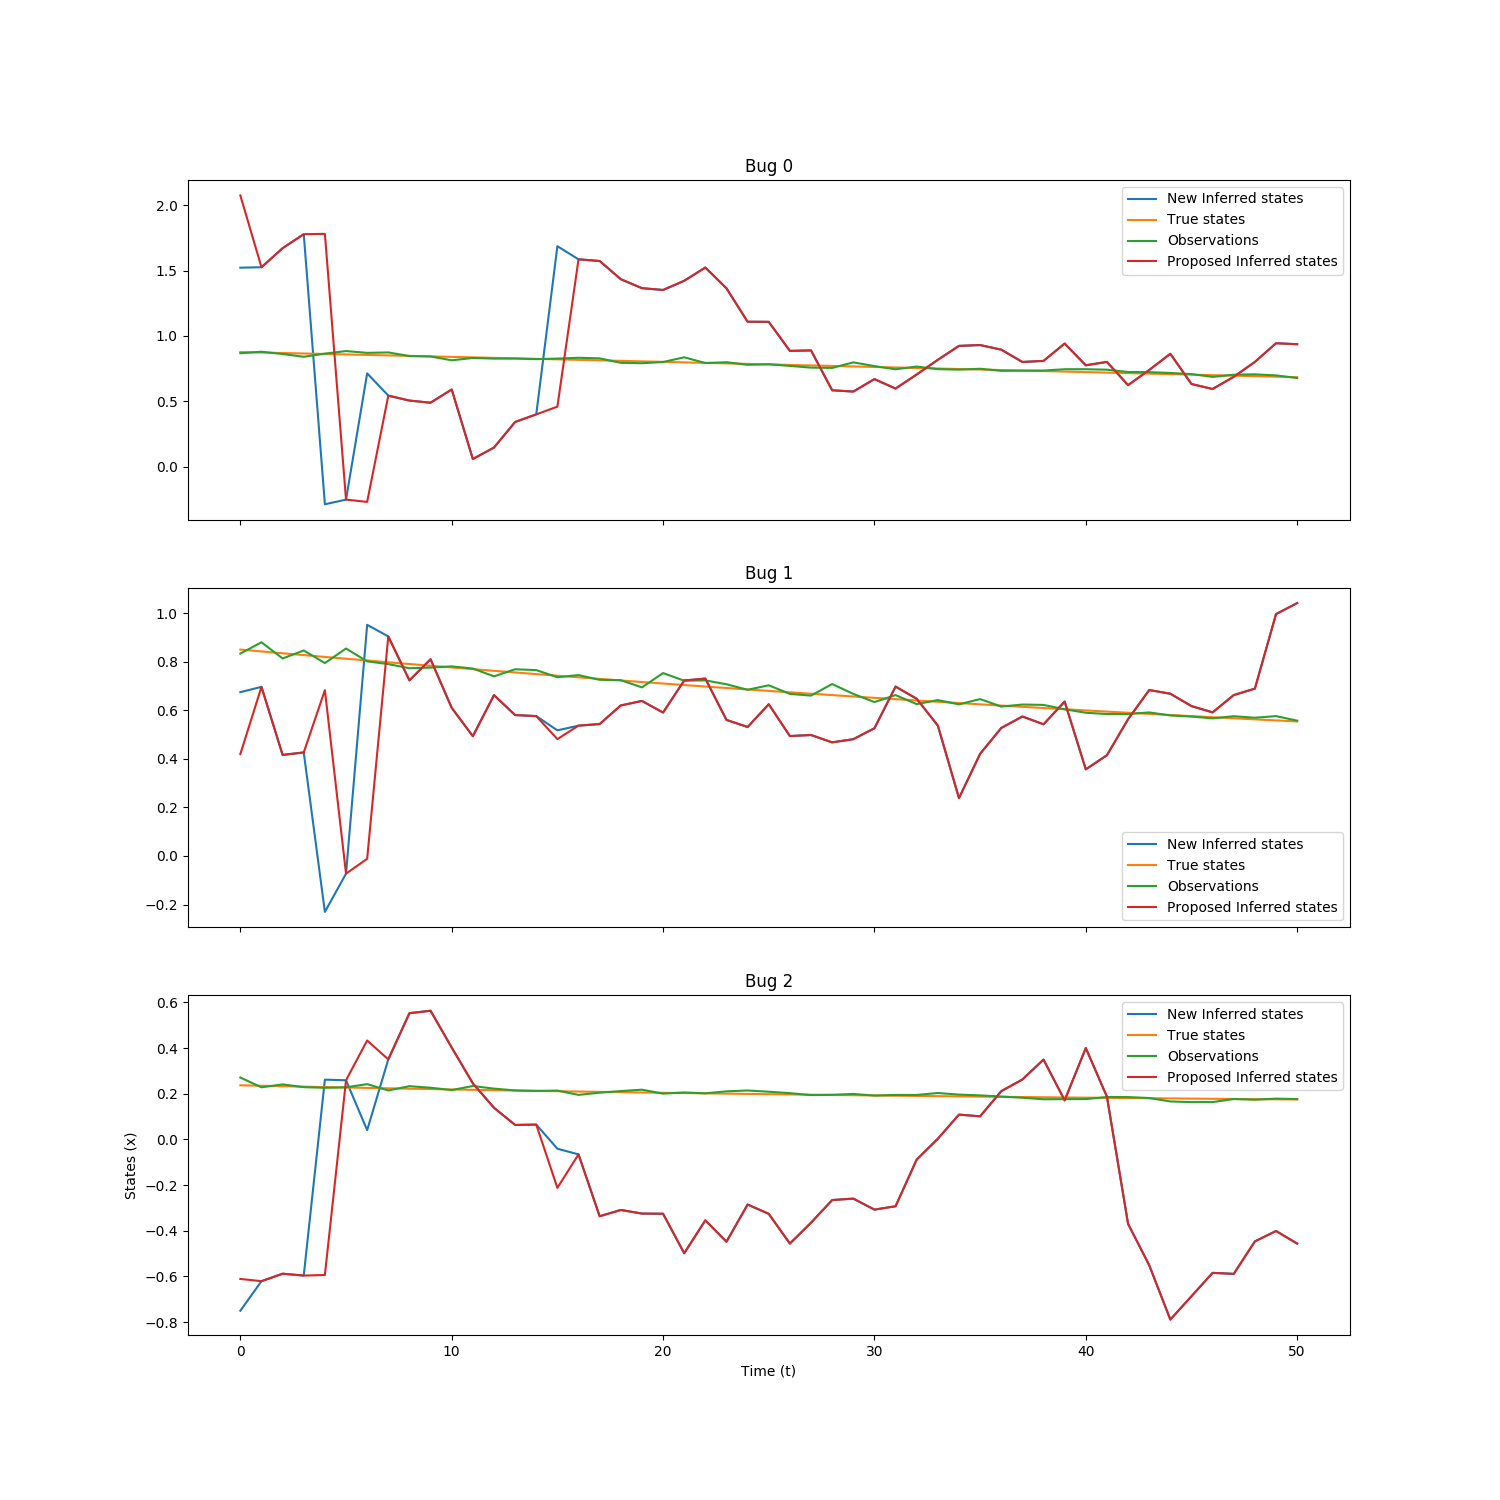 Bug 0
2.0
1.5
1.0
0.5
0.0
New Inferred states
True states
Observations
Proposed Inferred states
Bug 1
1.0
0.8
0.6
0.4
0.2
0.0
−0.2
New Inferred states
True states
Observations
Proposed Inferred states
Bug 2
0.6
0.4
0.2
0.0
−0.2
−0.4
−0.6
−0.8
States (x)
New Inferred states
True states
Observations
Proposed Inferred states
0 10 20 30 40 50
Time (t)